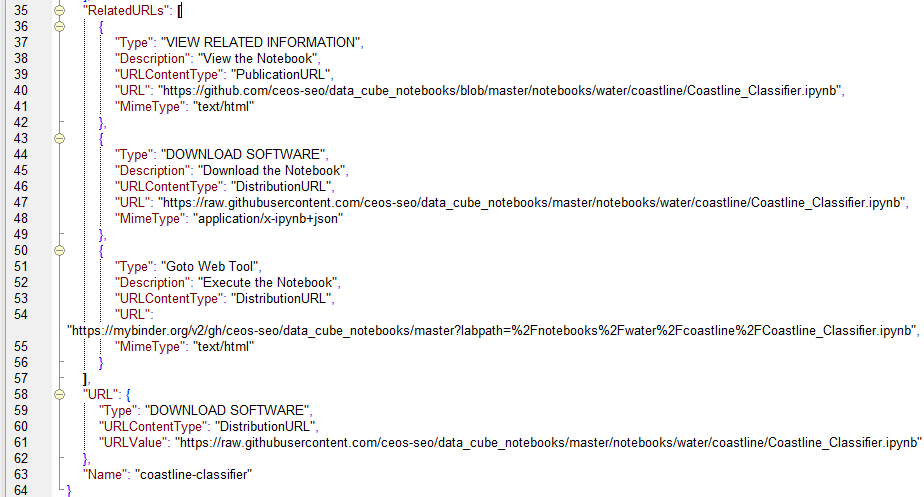 35 "RelatedURLs": [
36 {
37 "Type": "VIEW RELATED INFORMATION",
38 "Description": "View the Notebook",
39 "URLContentType": "PublicationURL",
40 "URL": "https://github.com/ceos-seo/data_cube_notebooks/blob/master/notebooks/water/coastline/Coastline_Classifier.ipynb",
41 "MimeType": "text/html"
42 },
43 {
44 "Type": "DOWNLOAD SOFTWARE",
45 "Description": "Download the Notebook",
46 "URLContentType": "DistributionURL",
47 "URL": "https://raw.githubusercontent.com/ceos-seo/data_cube_notebooks/master/notebooks/water/coastline/Coastline_Classifier.ipynb",
48 "MimeType": "application/x-ipynb+json"
49 },
50 {
51 "Type": "Goto Web Tool",
52 "Description": "Execute the Notebook",
53 "URLContentType": "DistributionURL",
54 "URL":
"https://mybinder.org/v2/gh/ceos-seo/data_cube_notebooks/master?labpath=%2Fnotebooks%2Fwater%2Fcoastline%2FCoastline_Classifier.ipynb",
55 "MimeType": "text/html"
56 }
57 ],
58 "URL": {
59 "Type": "DOWNLOAD SOFTWARE",
60 "URLContentType": "DistributionURL",
61 "URLValue": "https://raw.githubusercontent.com/ceos-seo/data_cube_notebooks/master/notebooks/water/coastline/Coastline_Classifier.ipynb"
62 },
63 "Name": "coastline-classifier"
64 }